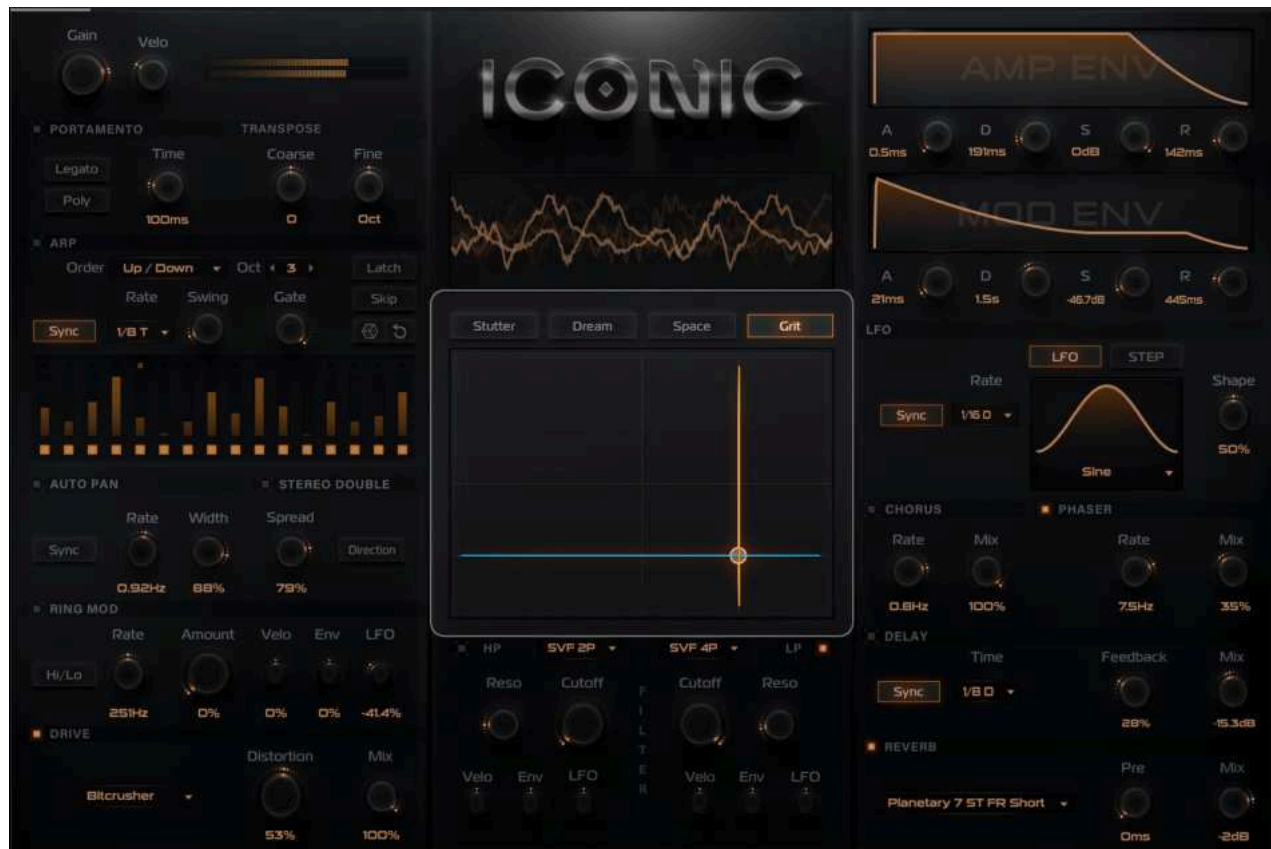 Gain
Velo
PORTAMENTO
TRANSPOSE
Legato
Poly
Time
100ms
Coarse
0
Fine
0ct
ARP
Order Up / Down Oct 3 Latch
Rate Swing Gate Skip
Sync 1/8 T
AUTO PAN
STEREO DOUBLE
Rate Width Spread
Sync Direction
0.92Hz 88% 79%
RING MOD
Rate Amount Velo Env LFO
Hi/Lo
251Hz 0% 0% 0% -41.4%
DRIVE
Distortion Mix
Bitcrusher
53% 100%
ICONIC
Stutter Dream Space Grit
HP SVF 2P SVF 4P LP
Reso Cutoff Cutoff Reso
FILTER
Velo Env LFO Velo Env LFO
AMP ENV
A D S R
0.5ms 191ms 0dB 142ms
MOD ENV
A D S R
21ms 1.5s -46.7dB 445ms
LFO
LFO STEP
Rate Shape
Sync 1/16 D
50%
Sine
CHORUS PHASER
Rate Mix Rate Mix
0.8Hz 100% 7.5Hz 35%
DELAY
Time Feedback Mix
Sync 1/8 D
28% -15.3dB
REVERB
Pre Mix
Planetary 7 ST FR Short
0ms -2dB